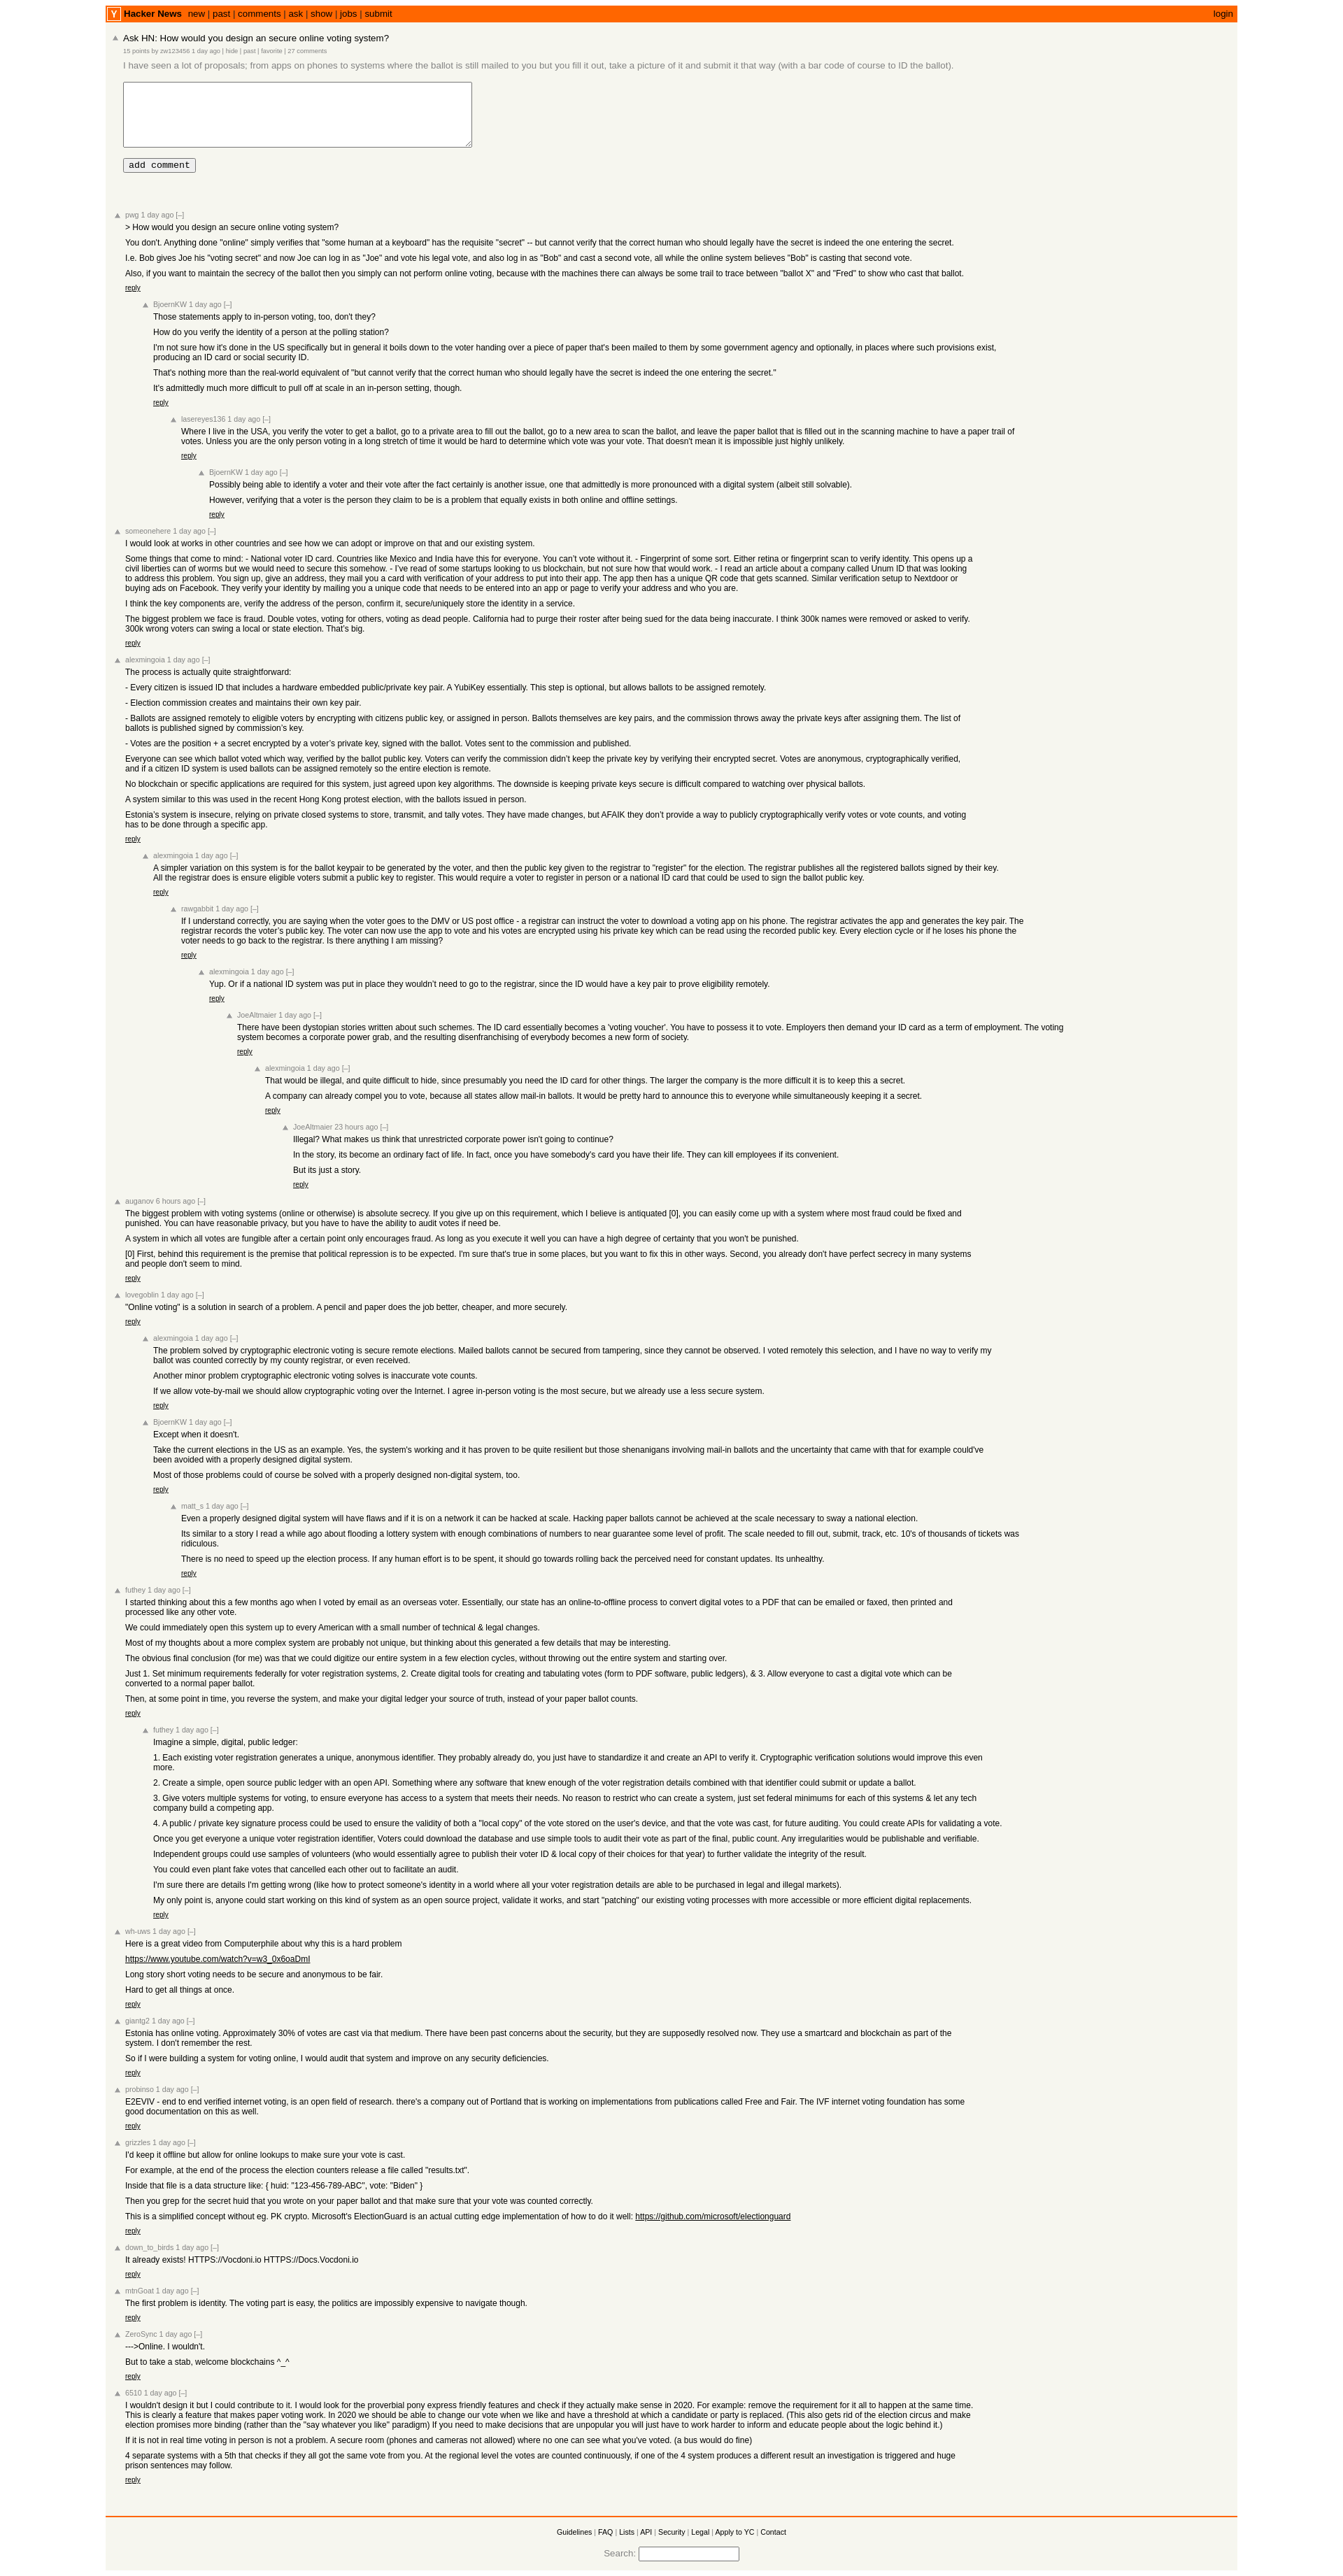 Y Hacker News new | past | comments | ask | show | jobs | submit login
Ask HN: How would you design an secure online voting system?
15 points by zw123456 1 day ago | hide | past | favorite | 27 comments
I have seen a lot of proposals; from apps on phones to systems where the ballot is still mailed to you but you fill it out, take a picture of it and submit it that way (with a bar code of course to ID the ballot).
add comment
pwg 1 day ago [–]
> How would you design an secure online voting system?
You don't. Anything done "online" simply verifies that "some human at a keyboard" has the requisite "secret" -- but cannot verify that the correct human who should legally have the secret is indeed the one entering the secret.
I.e. Bob gives Joe his "voting secret" and now Joe can log in as "Joe" and vote his legal vote, and also log in as "Bob" and cast a second vote, all while the online system believes "Bob" is casting that second vote.
Also, if you want to maintain the secrecy of the ballot then you simply can not perform online voting, because with the machines there can always be some trail to trace between "ballot X" and "Fred" to show who cast that ballot.
reply
BjoernKW 1 day ago [–]
Those statements apply to in-person voting, too, don't they?
How do you verify the identity of a person at the polling station?
I'm not sure how it's done in the US specifically but in general it boils down to the voter handing over a piece of paper that's been mailed to them by some government agency and optionally, in places where such provisions exist,
producing an ID card or social security ID.
That's nothing more than the real-world equivalent of "but cannot verify that the correct human who should legally have the secret is indeed the one entering the secret."
It's admittedly much more difficult to pull off at scale in an in-person setting, though.
reply
lasereyes136 1 day ago [–]
Where I live in the USA, you verify the voter to get a ballot, go to a private area to fill out the ballot, go to a new area to scan the ballot, and leave the paper ballot that is filled out in the scanning machine to have a paper trail of
votes. Unless you are the only person voting in a long stretch of time it would be hard to determine which vote was your vote. That doesn't mean it is impossible just highly unlikely.
reply
BjoernKW 1 day ago [–]
Possibly being able to identify a voter and their vote after the fact certainly is another issue, one that admittedly is more pronounced with a digital system (albeit still solvable).
However, verifying that a voter is the person they claim to be is a problem that equally exists in both online and offline settings.
reply
someonehere 1 day ago [–]
I would look at works in other countries and see how we can adopt or improve on that and our existing system.
Some things that come to mind: - National voter ID card. Countries like Mexico and India have this for everyone. You can't vote without it. - Fingerprint of some sort. Either retina or fingerprint scan to verify identity. This opens up a
civil liberties can of worms but we would need to secure this somehow. - I've read of some startups looking to us blockchain, but not sure how that would work. - I read an article about a company called Unum ID that was looking
to address this problem. You sign up, give an address, they mail you a card with verification of your address to put into their app. The app then has a unique QR code that gets scanned. Similar verification setup to Nextdoor or
buying ads on Facebook. They verify your identity by mailing you a unique code that needs to be entered into an app or page to verify your address and who you are.
I think the key components are, verify the address of the person, confirm it, secure/uniquely store the identity in a service.
The biggest problem we face is fraud. Double votes, voting for others, voting as dead people. California had to purge their roster after being sued for the data being inaccurate. I think 300k names were removed or asked to verify.
300k wrong voters can swing a local or state election. That's big.
reply
alexmingoia 1 day ago [–]
The process is actually quite straightforward:
- Every citizen is issued ID that includes a hardware embedded public/private key pair. A YubiKey essentially. This step is optional, but allows ballots to be assigned remotely.
- Election commission creates and maintains their own key pair.
- Ballots are assigned remotely to eligible voters by encrypting with citizens public key, or assigned in person. Ballots themselves are key pairs, and the commission throws away the private keys after assigning them. The list of
ballots is published signed by commission's key.
- Votes are the position + a secret encrypted by a voter's private key, signed with the ballot. Votes sent to the commission and published.
Everyone can see which ballot voted which way, verified by the ballot public key. Voters can verify the commission didn't keep the private key by verifying their encrypted secret. Votes are anonymous, cryptographically verified,
and if a citizen ID system is used ballots can be assigned remotely so the entire election is remote.
No blockchain or specific applications are required for this system, just agreed upon key algorithms. The downside is keeping private keys secure is difficult compared to watching over physical ballots.
A system similar to this was used in the recent Hong Kong protest election, with the ballots issued in person.
Estonia's system is insecure, relying on private closed systems to store, transmit, and tally votes. They have made changes, but AFAIK they don't provide a way to publicly cryptographically verify votes or vote counts, and voting
has to be done through a specific app.
reply
alexmingoia 1 day ago [–]
A simpler variation on this system is for the ballot keypair to be generated by the voter, and then the public key given to the registrar to "register" for the election. The registrar publishes all the registered ballots signed by their key.
All the registrar does is ensure eligible voters submit a public key to register. This would require a voter to register in person or a national ID card that could be used to sign the ballot public key.
reply
rawgabbit 1 day ago [–]
If I understand correctly, you are saying when the voter goes to the DMV or US post office - a registrar can instruct the voter to download a voting app on his phone. The registrar activates the app and generates the key pair. The
registrar records the voter's public key. The voter can now use the app to vote and his votes are encrypted using his private key which can be read using the recorded public key. Every election cycle or if he loses his phone the
voter needs to go back to the registrar. Is there anything I am missing?
reply
alexmingoia 1 day ago [–]
Yup. Or if a national ID system was put in place they wouldn't need to go to the registrar, since the ID would have a key pair to prove eligibility remotely.
reply
JoeAltmaier 1 day ago [–]
There have been dystopian stories written about such schemes. The ID card essentially becomes a 'voting voucher'. You have to possess it to vote. Employers then demand your ID card as a term of employment. The voting
system becomes a corporate power grab, and the resulting disenfranchising of everybody becomes a new form of society.
reply
alexmingoia 1 day ago [–]
That would be illegal, and quite difficult to hide, since presumably you need the ID card for other things. The larger the company is the more difficult it is to keep this a secret.
A company can already compel you to vote, because all states allow mail-in ballots. It would be pretty hard to announce this to everyone while simultaneously keeping it a secret.
reply
JoeAltmaier 23 hours ago [–]
Illegal? What makes us think that unrestricted corporate power isn't going to continue?
In the story, its become an ordinary fact of life. In fact, once you have somebody's card you have their life. They can kill employees if its convenient.
But its just a story.
reply
auganov 6 hours ago [–]
The biggest problem with voting systems (online or otherwise) is absolute secrecy. If you give up on this requirement, which I believe is antiquated [0], you can easily come up with a system where most fraud could be fixed and
punished. You can have reasonable privacy, but you have to have the ability to audit votes if need be.
A system in which all votes are fungible after a certain point only encourages fraud. As long as you execute it well you can have a high degree of certainty that you won't be punished.
[0] First, behind this requirement is the premise that political repression is to be expected. I'm sure that's true in some places, but you want to fix this in other ways. Second, you already don't have perfect secrecy in many systems
and people don't seem to mind.
reply
lovegoblin 1 day ago [–]
"Online voting" is a solution in search of a problem. A pencil and paper does the job better, cheaper, and more securely.
reply
alexmingoia 1 day ago [–]
The problem solved by cryptographic electronic voting is secure remote elections. Mailed ballots cannot be secured from tampering, since they cannot be observed. I voted remotely this selection, and I have no way to verify my
ballot was counted correctly by my county registrar, or even received.
Another minor problem cryptographic electronic voting solves is inaccurate vote counts.
If we allow vote-by-mail we should allow cryptographic voting over the Internet. I agree in-person voting is the most secure, but we already use a less secure system.
reply
BjoernKW 1 day ago [–]
Except when it doesn't.
Take the current elections in the US as an example. Yes, the system's working and it has proven to be quite resilient but those shenanigans involving mail-in ballots and the uncertainty that came with that for example could've
been avoided with a properly designed digital system.
Most of those problems could of course be solved with a properly designed non-digital system, too.
reply
matt_s 1 day ago [–]
Even a properly designed digital system will have flaws and if it is on a network it can be hacked at scale. Hacking paper ballots cannot be achieved at the scale necessary to sway a national election.
Its similar to a story I read a while ago about flooding a lottery system with enough combinations of numbers to near guarantee some level of profit. The scale needed to fill out, submit, track, etc. 10's of thousands of tickets was
ridiculous.
There is no need to speed up the election process. If any human effort is to be spent, it should go towards rolling back the perceived need for constant updates. Its unhealthy.
reply
futhey 1 day ago [–]
I started thinking about this a few months ago when I voted by email as an overseas voter. Essentially, our state has an online-to-offline process to convert digital votes to a PDF that can be emailed or faxed, then printed and
processed like any other vote.
We could immediately open this system up to every American with a small number of technical & legal changes.
Most of my thoughts about a more complex system are probably not unique, but thinking about this generated a few details that may be interesting.
The obvious final conclusion (for me) was that we could digitize our entire system in a few election cycles, without throwing out the entire system and starting over.
Just 1. Set minimum requirements federally for voter registration systems, 2. Create digital tools for creating and tabulating votes (form to PDF software, public ledgers), & 3. Allow everyone to cast a digital vote which can be
converted to a normal paper ballot.
Then, at some point in time, you reverse the system, and make your digital ledger your source of truth, instead of your paper ballot counts.
reply
futhey 1 day ago [–]
Imagine a simple, digital, public ledger:
1. Each existing voter registration generates a unique, anonymous identifier. They probably already do, you just have to standardize it and create an API to verify it. Cryptographic verification solutions would improve this even
more.
2. Create a simple, open source public ledger with an open API. Something where any software that knew enough of the voter registration details combined with that identifier could submit or update a ballot.
3. Give voters multiple systems for voting, to ensure everyone has access to a system that meets their needs. No reason to restrict who can create a system, just set federal minimums for each of this systems & let any tech
company build a competing app.
4. A public / private key signature process could be used to ensure the validity of both a "local copy" of the vote stored on the user's device, and that the vote was cast, for future auditing. You could create APIs for validating a vote.
Once you get everyone a unique voter registration identifier, Voters could download the database and use simple tools to audit their vote as part of the final, public count. Any irregularities would be publishable and verifiable.
Independent groups could use samples of volunteers (who would essentially agree to publish their voter ID & local copy of their choices for that year) to further validate the integrity of the result.
You could even plant fake votes that cancelled each other out to facilitate an audit.
I'm sure there are details I'm getting wrong (like how to protect someone's identity in a world where all your voter registration details are able to be purchased in legal and illegal markets).
My only point is, anyone could start working on this kind of system as an open source project, validate it works, and start "patching" our existing voting processes with more accessible or more efficient digital replacements.
reply
wh-uws 1 day ago [–]
Here is a great video from Computerphile about why this is a hard problem
https://www.youtube.com/watch?v=w3_0x6oaDmI
Long story short voting needs to be secure and anonymous to be fair.
Hard to get all things at once.
reply
giantg2 1 day ago [–]
Estonia has online voting. Approximately 30% of votes are cast via that medium. There have been past concerns about the security, but they are supposedly resolved now. They use a smartcard and blockchain as part of the
system. I don't remember the rest.
So if I were building a system for voting online, I would audit that system and improve on any security deficiencies.
reply
probinso 1 day ago [–]
E2EVIV - end to end verified internet voting, is an open field of research. there's a company out of Portland that is working on implementations from publications called Free and Fair. The IVF internet voting foundation has some
good documentation on this as well.
reply
grizzles 1 day ago [–]
I'd keep it offline but allow for online lookups to make sure your vote is cast.
For example, at the end of the process the election counters release a file called "results.txt".
Inside that file is a data structure like: { huid: "123-456-789-ABC", vote: "Biden" }
Then you grep for the secret huid that you wrote on your paper ballot and that make sure that your vote was counted correctly.
This is a simplified concept without eg. PK crypto. Microsoft's ElectionGuard is an actual cutting edge implementation of how to do it well: https://github.com/microsoft/electionguard
reply
down_to_birds 1 day ago [–]
It already exists! HTTPS://Vocdoni.io HTTPS://Docs.Vocdoni.io
reply
mtnGoat 1 day ago [–]
The first problem is identity. The voting part is easy, the politics are impossibly expensive to navigate though.
reply
ZeroSync 1 day ago [–]
--->Online. I wouldn't.
But to take a stab, welcome blockchains ^_^
reply
6510 1 day ago [–]
I wouldn't design it but I could contribute to it. I would look for the proverbial pony express friendly features and check if they actually make sense in 2020. For example: remove the requirement for it all to happen at the same time.
This is clearly a feature that makes paper voting work. In 2020 we should be able to change our vote when we like and have a threshold at which a candidate or party is replaced. (This also gets rid of the election circus and make
election promises more binding (rather than the "say whatever you like" paradigm) If you need to make decisions that are unpopular you will just have to work harder to inform and educate people about the logic behind it.)
If it is not in real time voting in person is not a problem. A secure room (phones and cameras not allowed) where no one can see what you've voted. (a bus would do fine)
4 separate systems with a 5th that checks if they all got the same vote from you. At the regional level the votes are counted continuously, if one of the 4 system produces a different result an investigation is triggered and huge
prison sentences may follow.
reply
Guidelines | FAQ | Lists | API | Security | Legal | Apply to YC | Contact
Search: